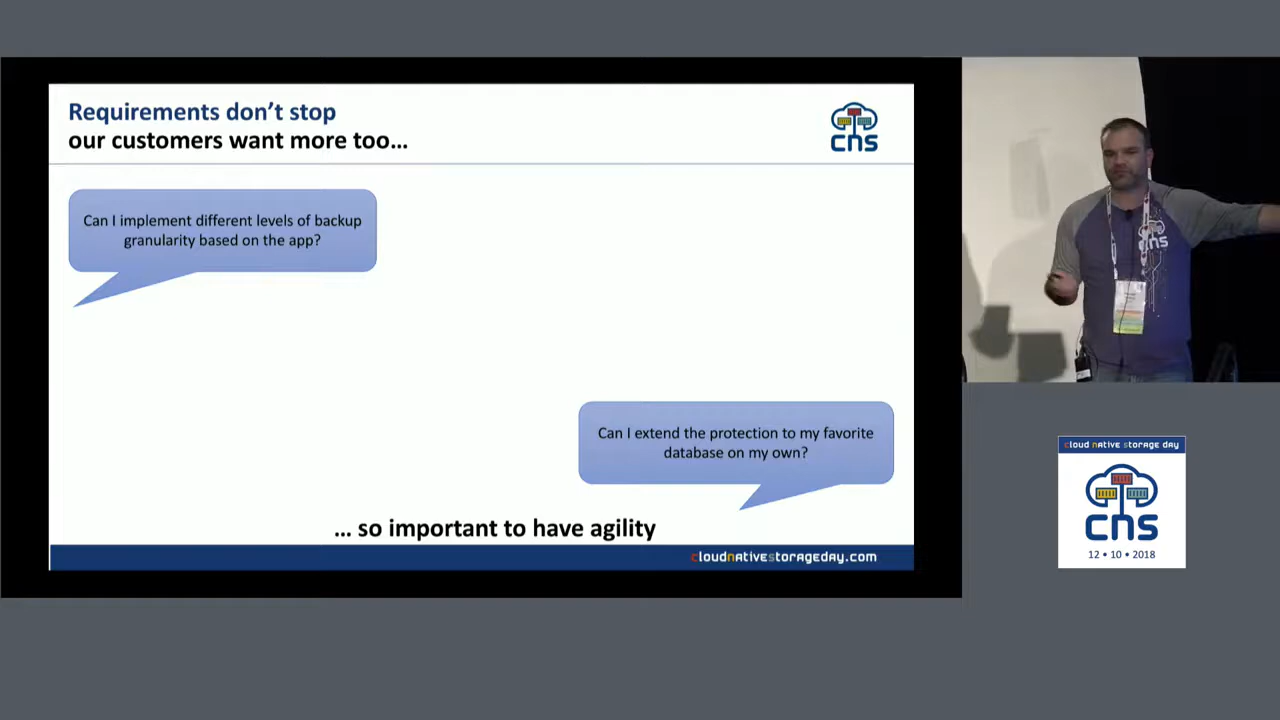 Requirements don't stop
our customers want more too...
cns
Can I implement different levels of backup
granularity based on the app?
Can I extend the protection to my favorite
database on my own?
... so important to have agility
cloudnativestorageday.com
cns
cloud native storage day
cns
12 • 10 • 2018